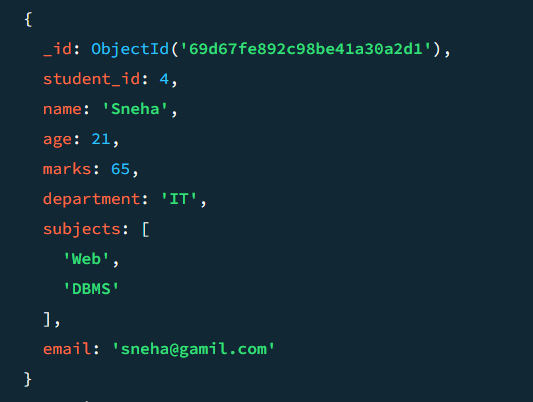 {
_id: ObjectId('69d67fe892c98be41a30a2d1'),
student_id: 4,
name: 'Sneha',
age: 21,
marks: 65,
department: 'IT',
subjects: [
'Web',
'DBMS'
],
email: 'sneha@gamil.com'
}